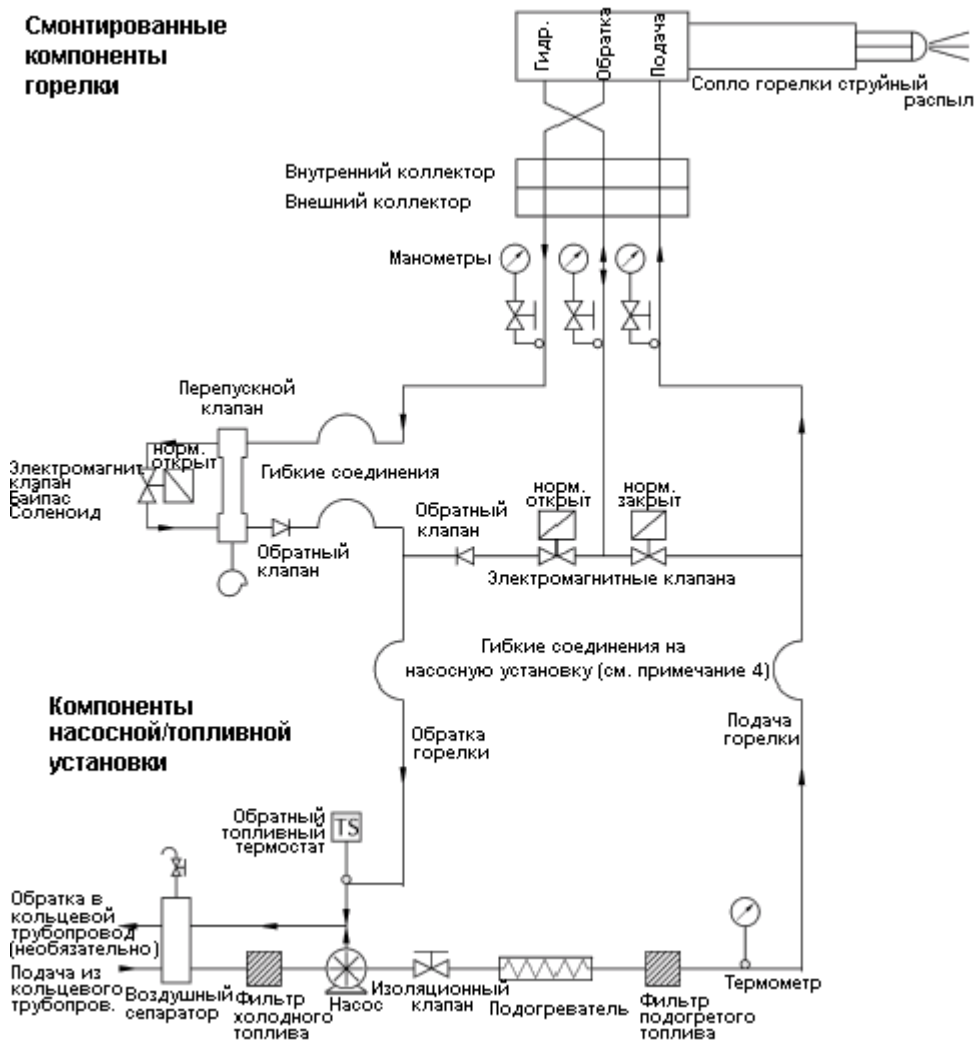 Смонтированные
компоненты
горелки
Гидр.
Обратка
Подача
Сопло горелки струйный
распыл
Внутренний коллектор
Внешний коллектор
Манометры
Перепускной
клапан
норм.
открыт
Электромагнит
клапан
Байпас
Соленоид
Гибкие соединения
Обратный
клапан
Обратный
клапан
норм.
открыт
норм.
закрыт
Электромагнитные клапана
Гибкие соединения на
насосную установку (см. примечание 4)
Компоненты
насосной/топливной
установки
Обратка
горелки
Подача
горелки
Обратный
топливный
термостат
TS
Обратка в
кольцевой
трубопровод
(необязательно)
Подача из
кольцевого
трубопров.
Воздушный
сепаратор
Фильтр
холодного
топлива
Насос
Изоляционный
клапан
Подогреватель
Фильтр
подогретого
топлива
Термометр